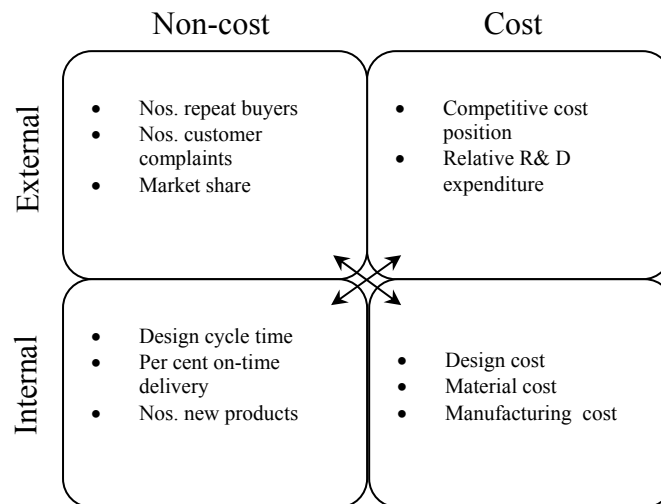 Non-cost
Cost
External
• Nos. repeat buyers
• Nos. customer
complaints
• Market share
• Competitive cost
position
• Relative R& D
expenditure
Internal
• Design cycle time
• Per cent on-time
delivery
• Nos. new products
• Design cost
• Material cost
• Manufacturing cost